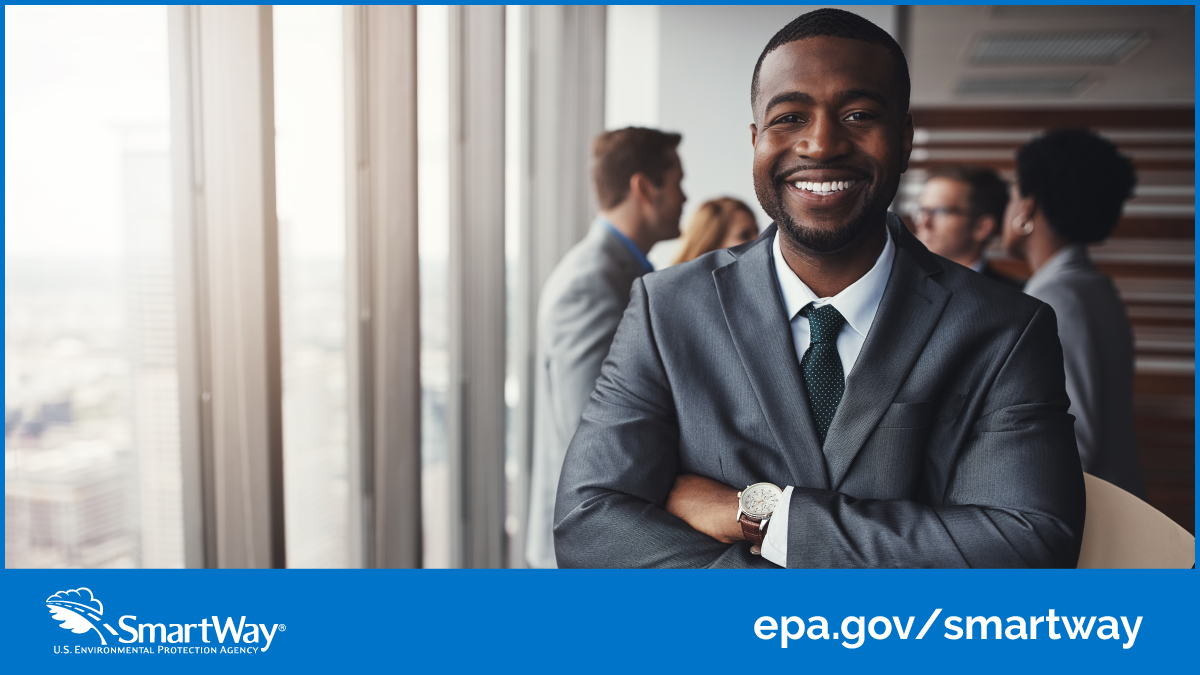 SmartWay®
U.S. Environmental Protection Agency
epa.gov/smartway